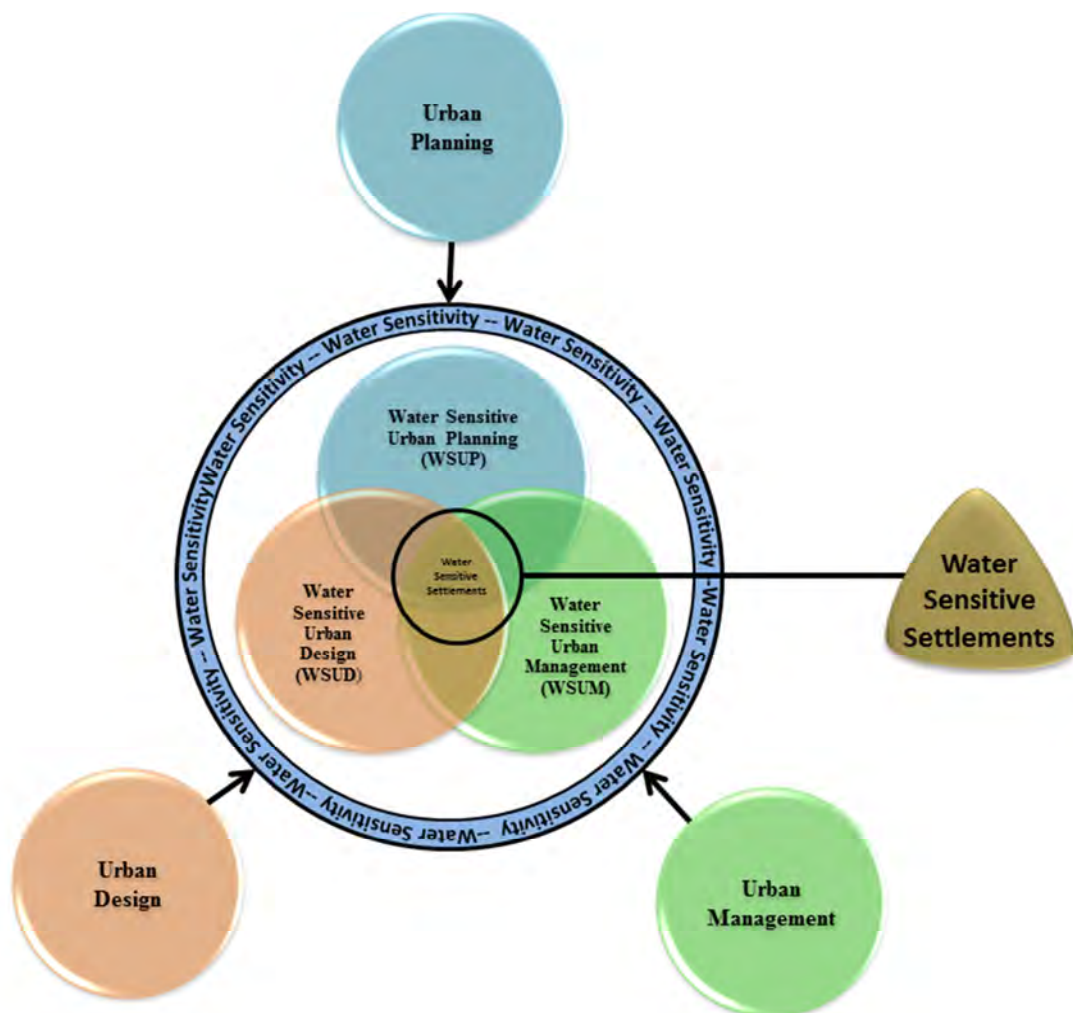 Urban
Planning
Water Sensitivity -- Water Sensitivity -- Water Sensitivity -- Water Sensitivity --Water Sensitivity -- Water Sensitivity --Water Sensitivity --Water Sensitivity -- Water Sensitivity
Water Sensitive
Urban Planning
(WSUP)
Water
Sensitive
Settlements
Water
Sensitive
Urban
Design
(WSUD)
Water
Sensitive
Urban
Management
(WSUM)
Water
Sensitive
Settlements
Urban
Design
Urban
Management